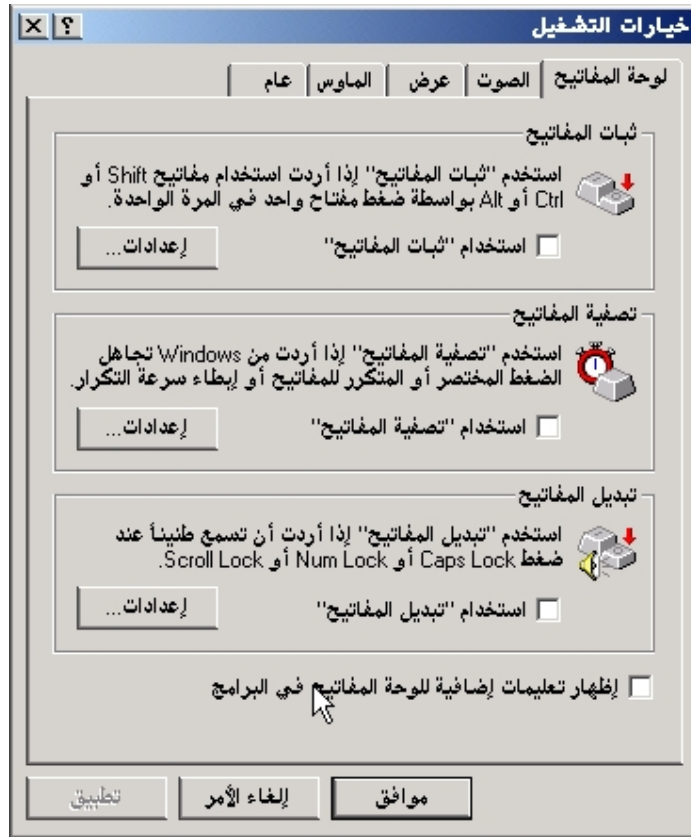 خيارات التشغيل
لوحة المفاتيح الصوت عرض الماوس عام
ثبات المفاتيح
استخدم "ثبات المفاتيح" إذا أردت استخدام مفاتيح Shift أو
Ctrl أو Alt بواسطة ضغط مفتاح واحد في المرة الواحدة.
استخدام "ثبات المفاتيح" إعدادات...
تصفية المفاتيح
استخدم "تصفية المفاتيح" إذا أردت من Windows تجاهل
الضغط المختصر أو المتكرر للمفاتيح أو إبطاء سرعة التكرار.
استخدام "تصفية المفاتيح" إعدادات...
تبديل المفاتيح
استخدم "تبديل المفاتيح" إذا أردت أن تسمع طنيناً عند
ضغط Caps Lock أو Num Lock أو Scroll Lock.
استخدام "تبديل المفاتيح" إعدادات...
إظهار تعليمات إضافية للوحة المفاتيح في البرامج
موافق إلغاء الأمر تطبيق